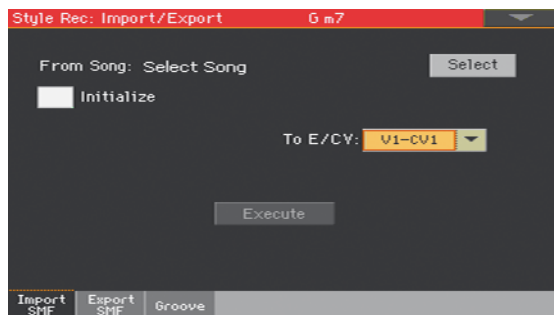 Style Rec: Import/Export G m7
From Song: Select Song Select
Initialize
To E/CV: V1-CV1
Execute
Import SMF Export SMF Groove